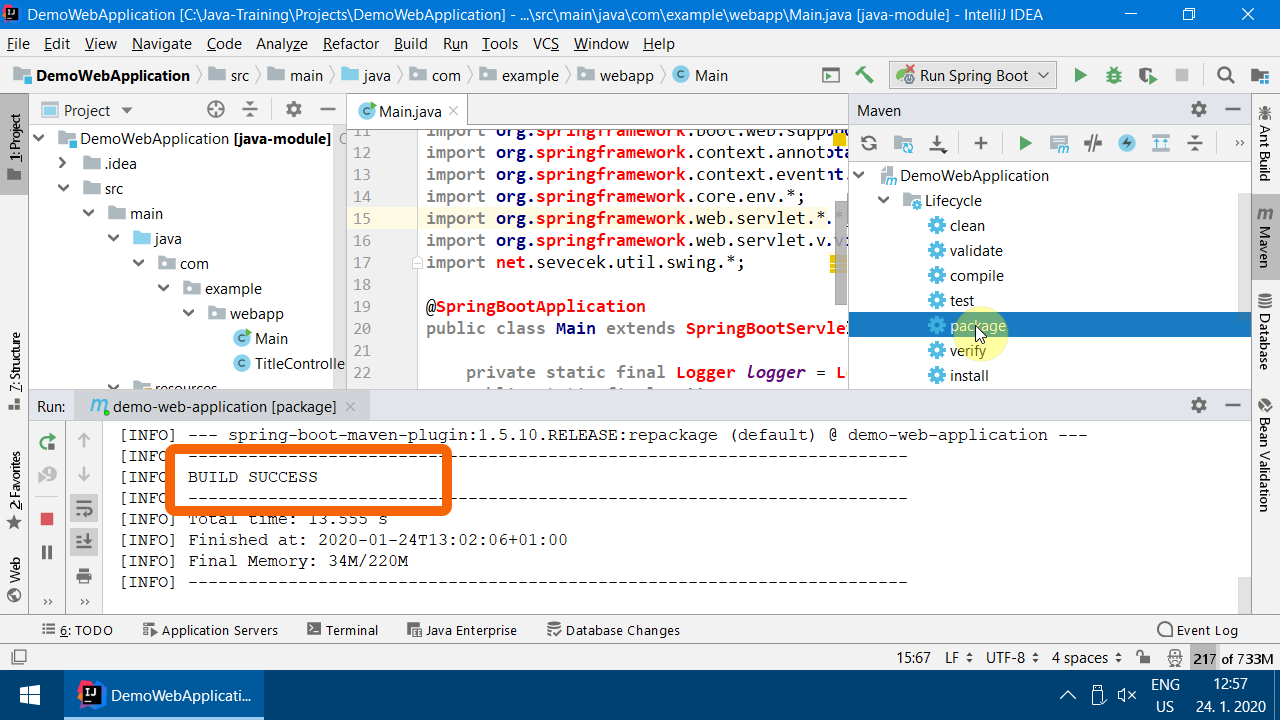 DemoWebApplication [C:\Java-Training\Projects\DemoWebApplication] - ...\src\main\java\com\example\webapp\Main.java [java-module] - IntelliJ IDEA
File Edit View Navigate Code Analyze Refactor Build Run Tools VCS Window Help
DemoWebApplication src main java com example webapp Main Run Spring Boot
1: Project
7: Structure
2: Favorites
Web
Project
DemoWebApplication [java-module]
.idea
src
main
java
com
example
webapp
Main
TitleControlle
resources
Main.java
11 import org.springframework.boot.web.suppo
12 import org.springframework.context.annota
13 import org.springframework.context.event.
14 import org.springframework.core.env.*;
15 import org.springframework.web.servlet.*.*
16 import org.springframework.web.servlet.v
17 import net.sevecek.util.swing.*;
18
19 @SpringBootApplication
20 public class Main extends SpringBootServle
21
22 private static final Logger logger = L
Maven
DemoWebApplication
Lifecycle
clean
validate
compile
test
package
verify
install
Ant Build
m Maven
Database
Bean Validation
Run: demo-web-application [package]
[INFO] --- spring-boot-maven-plugin:1.5.10.RELEASE:repackage (default) @ demo-web-application ---
[INFO ------------------------------------------------------------------------
[INFO BUILD SUCCESS
[INFO ------------------------------------------------------------------------
[INFO] Total time: 13.555 s
[INFO] Finished at: 2020-01-24T13:02:06+01:00
[INFO] Final Memory: 34M/220M
[INFO] ------------------------------------------------------------------------
6: TODO Application Servers Terminal Java Enterprise Database Changes Event Log
15:67 LF UTF-8 4 spaces 217 of 733M
DemoWebApplicati...
ENG
US
12:57
24. 1. 2020